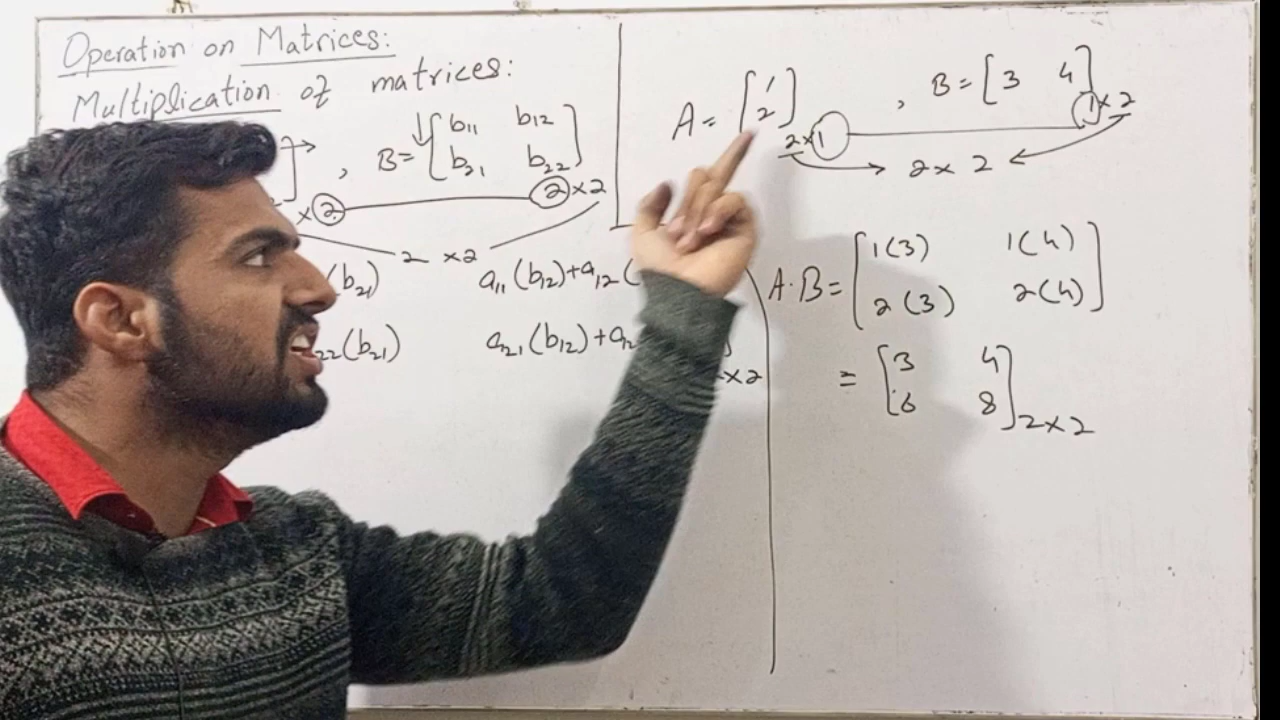 Operation on Matrices:
Multiplication of matrices:
, B = [b11 b12
b21 b22]
×2 2×2
2 × 2
(b21) a11(b12)+a12(
22(b21) a21(b12)+a2
×2
A = [1
2] 2×1
, B = [3 4] 1×2
2 × 2
A·B = [1(3) 1(4)
2(3) 2(4)]
= [3 4
6 8] 2×2